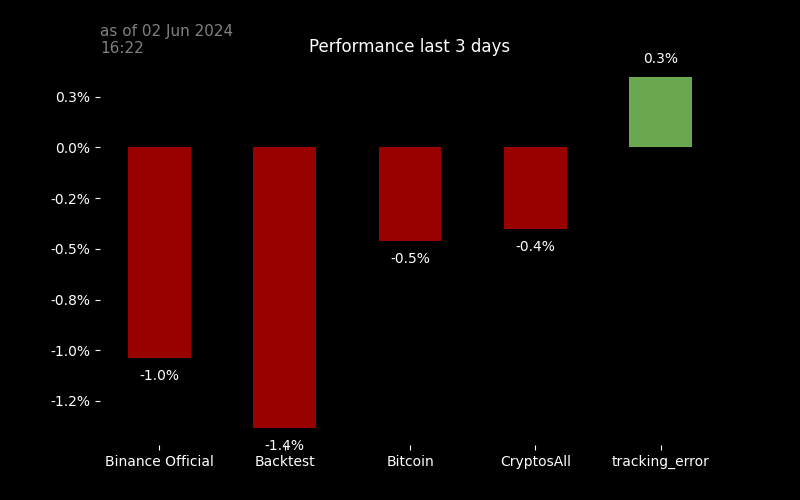 as of 02 Jun 2024
16:22
Performance last 3 days
0.3%
0.3%
0.0%
-0.2%
-0.5%
-0.8%
-1.0%
-1.2%
-1.0%
-1.4%
-0.5%
-0.4%
Binance Official
Backtest
Bitcoin
CryptosAll
tracking_error